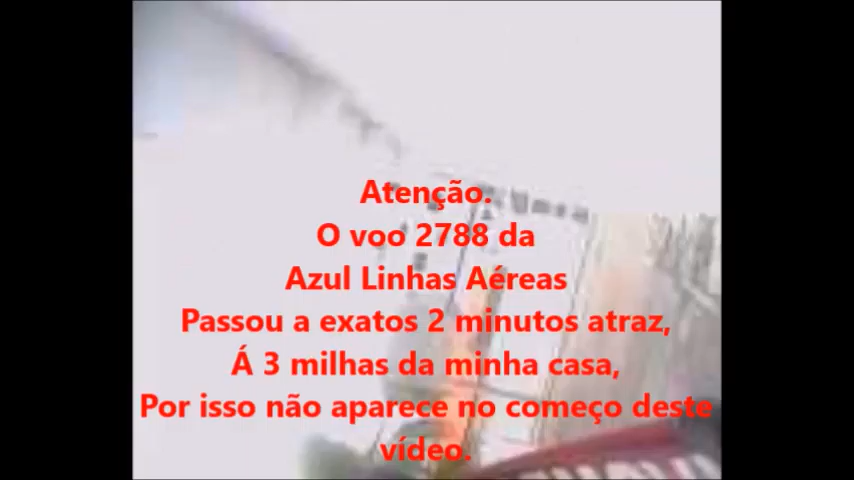 Atenção.
O voo 2788 da
Azul Linhas Aéreas
Passou a exatos 2 minutos atraz,
Á 3 milhas da minha casa,
Por isso não aparece no começo deste
vídeo.